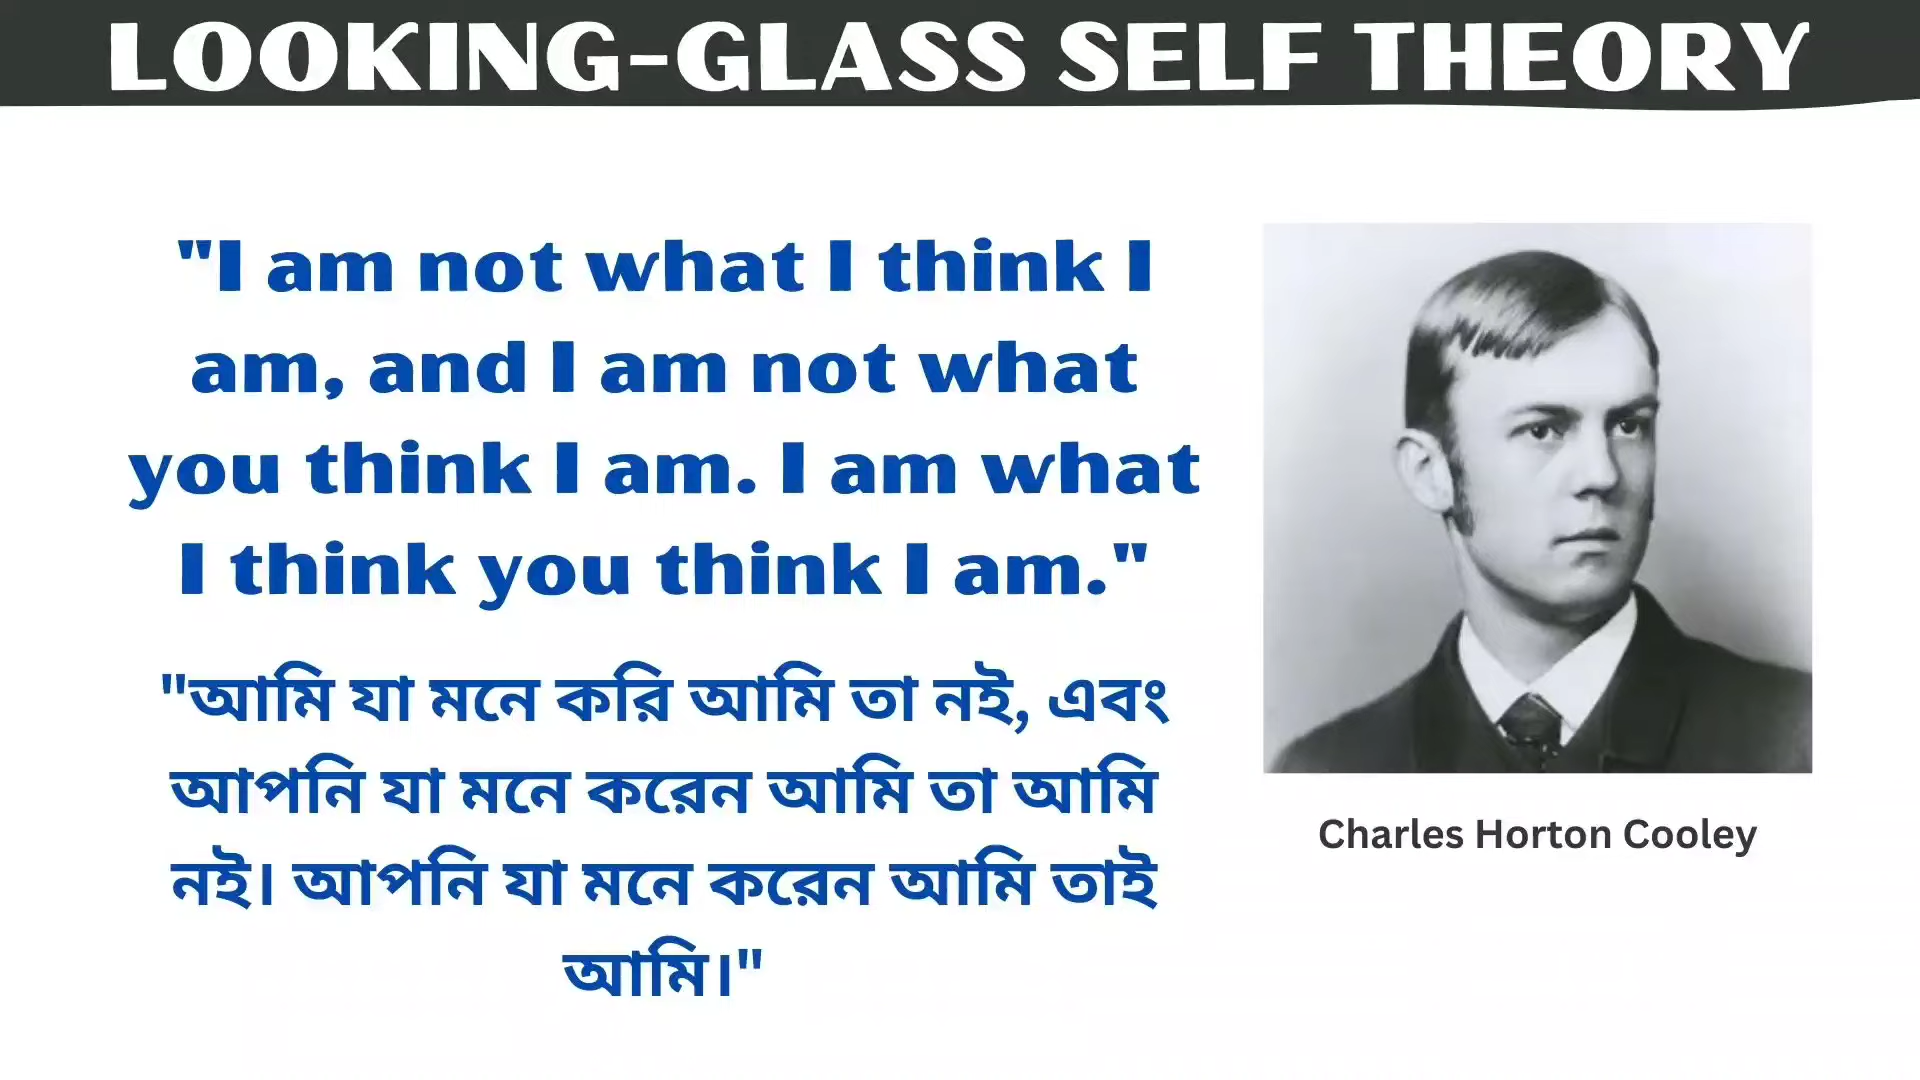 LOOKING-GLASS SELF THEORY
"I am not what I think I
am, and I am not what
you think I am. I am what
I think you think I am."
"আমি যা মনে করি আমি তা নই, এবং
আপনি যা মনে করেন আমি তা আমি
নই। আপনি যা মনে করেন আমি তাই
আমি।"
Charles Horton Cooley